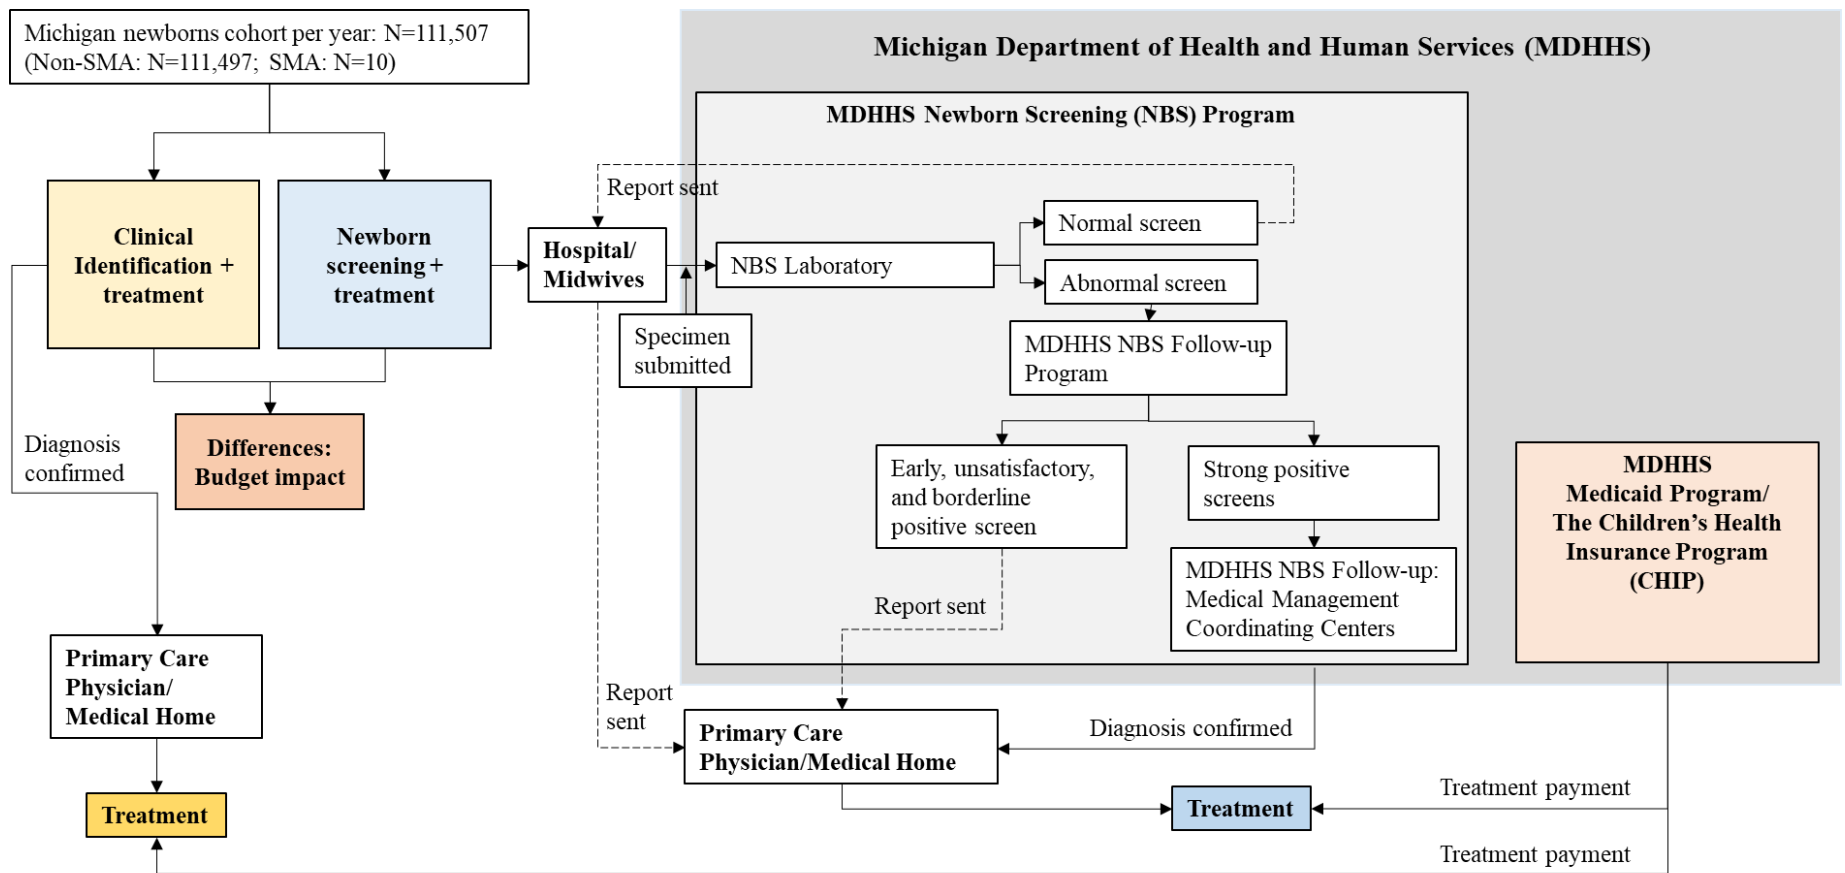 Michigan newborns cohort per year: N=111,507
(Non-SMA: N=111,497; SMA: N=10)
Michigan Department of Health and Human Services (MDHHS)
MDHHS Newborn Screening (NBS) Program
Clinical
Identification +
treatment
Newborn
screening +
treatment
Report sent
Hospital/
Midwives
Specimen
submitted
NBS Laboratory
Normal screen
Abnormal screen
MDHHS NBS Follow-up
Program
Early, unsatisfactory,
and borderline
positive screen
Strong positive
screens
MDHHS NBS Follow-up:
Medical Management
Coordinating Centers
MDHHS
Medicaid Program/
The Children’s Health
Insurance Program
(CHIP)
Differences:
Budget impact
Diagnosis
confirmed
Primary Care
Physician/
Medical Home
Treatment
Report sent
Report
sent
Primary Care
Physician/Medical Home
Diagnosis confirmed
Treatment
Treatment payment
Treatment payment